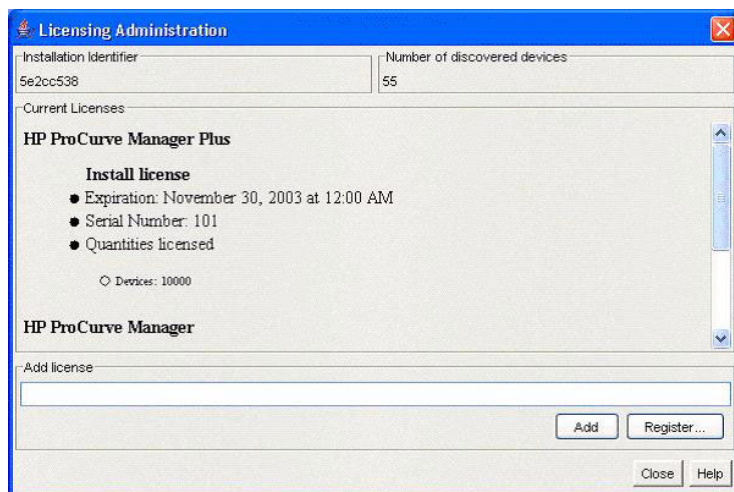 Licensing Administration
Installation Identifier
5e2cc538
Number of discovered devices
55
Current Licenses
HP ProCurve Manager Plus
Install license
Expiration: November 30, 2003 at 12:00 AM
Serial Number: 101
Quantities licensed
Devices: 10000
HP ProCurve Manager
Add license
Add
Register...
Close
Help